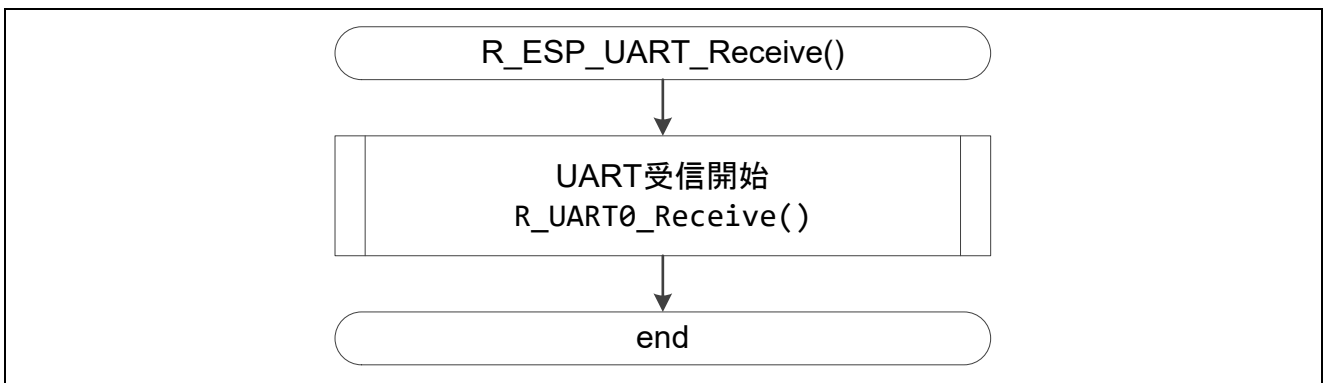 R_ESP_UART_Receive()
UART受信開始
R_UART0_Receive()
end